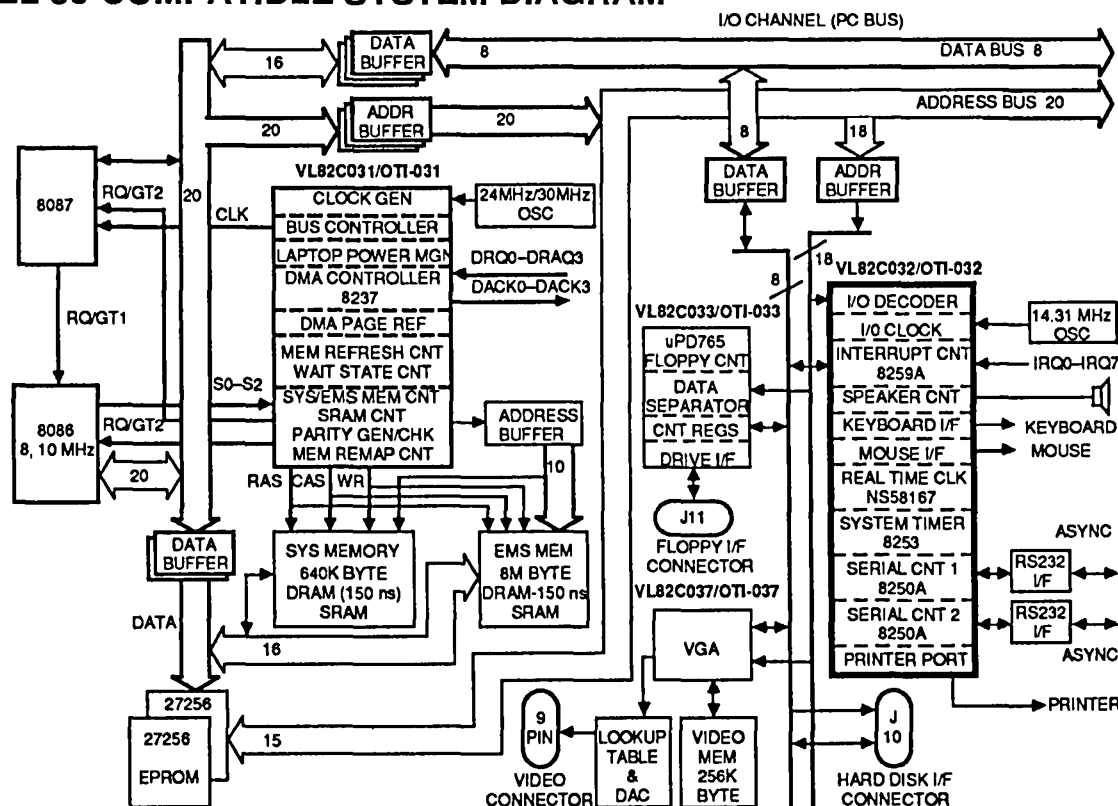 COMPATIBLE SYSTEM DIAGRAM
I/O CHANNEL (PC BUS)
DATA BUFFER
16
8
DATA BUS 8
ADDR BUFFER
20
20
ADDRESS BUS 20
8
18
DATA BUFFER
ADDR BUFFER
8087
RQ/GT2
20
CLK
RQ/GT1
8086
8, 10 MHz
S0–S2
RQ/GT2
20
VL82C031/OTI-031
CLOCK GEN
BUS CONTROLLER
LAPTOP POWER MGN
DMA CONTROLLER
8237
DMA PAGE REF
MEM REFRESH CNT
WAIT STATE CNT
SYS/EMS MEM CNT
SRAM CNT
PARITY GEN/CHK
MEM REMAP CNT
24MHz/30MHz
OSC
DRQ0–DRAQ3
DACK0–DACK3
ADDRESS
BUFFER
10
RAS CAS WR
SYS MEMORY
640K BYTE
DRAM (150 ns)
SRAM
EMS MEM
8M BYTE
DRAM-150 ns
SRAM
DATA
BUFFER
DATA
16
27256
27256
EPROM
15
8
18
VL82C033/OTI-033
uPD765
FLOPPY CNT
DATA
SEPARATOR
CNT REGS
DRIVE I/F
J11
FLOPPY I/F
CONNECTOR
VL82C037/OTI-037
VGA
9
PIN
VIDEO
CONNECTOR
LOOKUP
TABLE
&
DAC
VIDEO
MEM
256K
BYTE
VL82C032/OTI-032
I/O DECODER
I/O CLOCK
INTERRUPT CNT
8259A
SPEAKER CNT
KEYBOARD I/F
MOUSE I/F
REAL TIME CLK
NS58167
SYSTEM TIMER
8253
SERIAL CNT 1
8250A
SERIAL CNT 2
8250A
PRINTER PORT
14.31 MHz
OSC
IRQ0–IRQ7
KEYBOARD
MOUSE
ASYNC
RS232
I/F
RS232
I/F
ASYNC
PRINTER
J
10
HARD DISK I/F
CONNECTOR